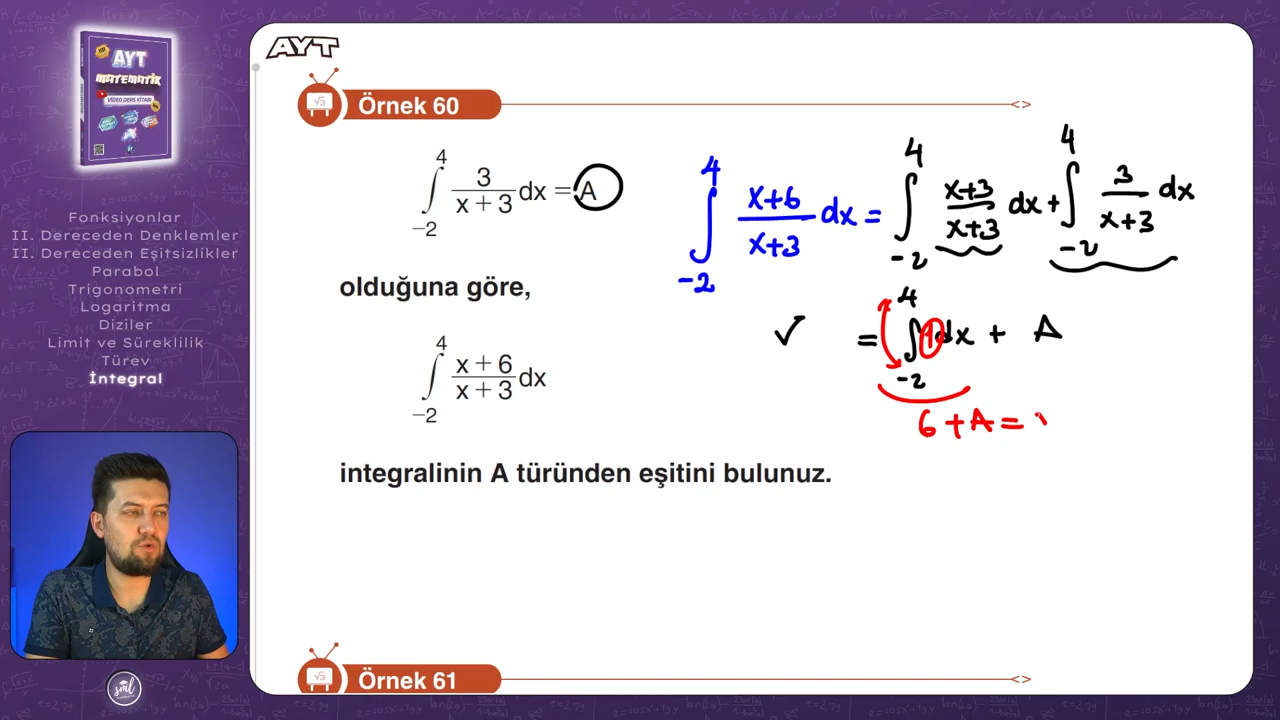 AYT
MATEMATİK
VİDEO DERS KİTABI
Fonksiyonlar
II. Dereceden Denklemler
II. Dereceden Eşitsizlikler
Parabol
Trigonometri
Logaritma
Diziler
Limit ve Süreklilik
Türev
İntegral
sml
AYT
Örnek 60
∫_{-2}^{4} 3/(x+3) dx = A
olduğuna göre,
∫_{-2}^{4} (x+6)/(x+3) dx
integralinin A türünden eşitini bulunuz.
∫_{-2}^{4} (x+6)/(x+3) dx = ∫_{-2}^{4} (x+3)/(x+3) dx + ∫_{-2}^{4} 3/(x+3) dx
✓ = ∫_{-2}^{4} 1 dx + A
6 + A =
Örnek 61